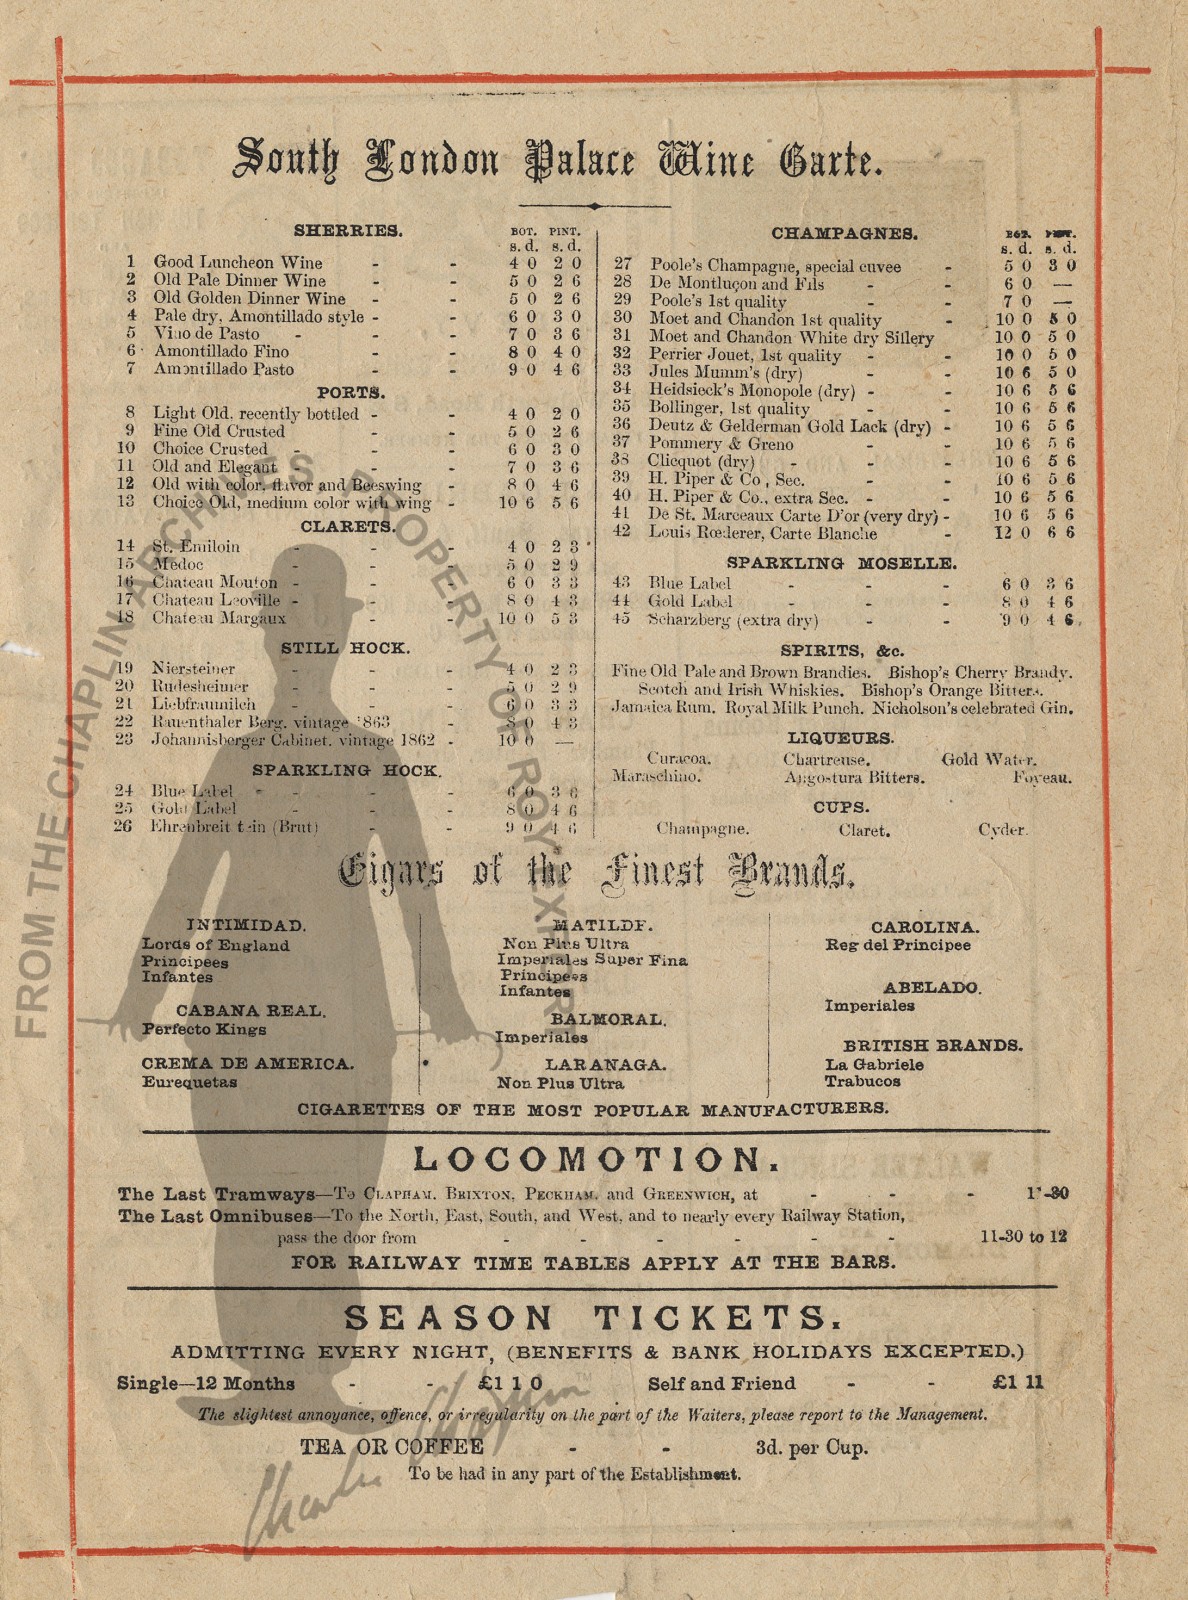 South London Palace Wine Carte.
SHERRIES. BOT. PINT.
s. d. s. d.
1 Good Luncheon Wine - - 4 0 2 0
2 Old Pale Dinner Wine - 5 0 2 6
3 Old Golden Dinner Wine - - 5 0 2 6
4 Pale dry, Amontillado style - - 6 0 3 0
5 Vino de Pasto - - - 7 0 3 6
6 Amontillado Fino - - 8 0 4 0
7 Amontillado Pasto - - 9 0 4 6
PORTS.
8 Light Old, recently bottled - - 4 0 2 0
9 Fine Old Crusted - - 5 0 2 6
10 Choice Crusted - - 6 0 3 0
11 Old and Elegant - - - 7 0 3 6
12 Old with color, flavor and Beeswing - 8 0 4 6
13 Choice Old, medium color with wing - 10 6 5 6
CLARETS.
14 St. Emiloin - - - 4 0 2 3
15 Medoc - - - 5 0 2 9
16 Chateau Mouton - - - 6 0 3 3
17 Chateau Leoville - - - 8 0 4 3
18 Chateau Margaux - - 10 0 5 3
STILL HOCK.
19 Niersteiner - - - 4 0 2 3
20 Rudesheimer - - - 5 0 2 9
21 Liebfraumilch - - - 6 0 3 3
22 Rauenthaler Berg, vintage 1863 - 8 0 4 3
23 Johannisberger Cabinet, vintage 1862 - 10 0 —
SPARKLING HOCK.
24 Blue Label - - - - 6 0 3 6
25 Gold Label - - - 8 0 4 6
26 Ehrenbreit tein (Brut) - - 9 0 4 6
CHAMPAGNES. BOT. PINT.
s. d. s. d.
27 Poole's Champagne, special cuvee - 5 0 3 0
28 De Montluçon and Fils - - 6 0 —
29 Poole's 1st quality - - 7 0 —
30 Moet and Chandon 1st quality - 10 0 5 0
31 Moet and Chandon White dry Sillery 10 0 5 0
32 Perrier Jouet, 1st quality - - 10 0 5 0
33 Jules Mumm's (dry) - - 10 6 5 0
34 Heidsieck's Monopole (dry) - - 10 6 5 6
35 Bollinger, 1st quality - - 10 6 5 6
36 Deutz & Gelderman Gold Lack (dry) - 10 6 5 6
37 Pommery & Greno - - 10 6 5 6
38 Clicquot (dry) - - - 10 6 5 6
39 H. Piper & Co, Sec. - - 10 6 5 6
40 H. Piper & Co., extra Sec. - - 10 6 5 6
41 De St. Marceaux Carte D'or (very dry) - 10 6 5 6
42 Louis Rœderer, Carte Blanche - 12 0 6 6
SPARKLING MOSELLE.
43 Blue Label - - - 6 0 3 6
44 Gold Label - - - 8 0 4 6
45 Scharzberg (extra dry) - - 9 0 4 6.
SPIRITS, &c.
Fine Old Pale and Brown Brandies. Bishop's Cherry Brandy.
Scotch and Irish Whiskies. Bishop's Orange Bitters.
Jamaica Rum. Royal Milk Punch. Nicholson's celebrated Gin.
LIQUEURS.
Curacoa. Chartreuse. Gold Water.
Maraschino. Angostura Bitters. Foyeau.
CUPS.
Champagne. Claret. Cyder.
Cigars of the Finest Brands.
INTIMIDAD.
Lords of England
Principees
Infantes
CABANA REAL.
Perfecto Kings
CREMA DE AMERICA.
Eurequetas
MATILDE.
Non Plus Ultra
Imperiales Super Fina
Principees
Infantes
BALMORAL.
Imperiales
LARANAGA.
Non Plus Ultra
CAROLINA.
Reg del Principee
ABELADO.
Imperiales
BRITISH BRANDS.
La Gabriele
Trabucos
CIGARETTES OF THE MOST POPULAR MANUFACTURERS.
LOCOMOTION.
The Last Tramways—To CLAPHAM, BRIXTON, PECKHAM, and GREENWICH, at - - - 11-30
The Last Omnibuses—To the North, East, South, and West, and to nearly every Railway Station,
pass the door from - - - - - - 11-30 to 12
FOR RAILWAY TIME TABLES APPLY AT THE BARS.
SEASON TICKETS.
ADMITTING EVERY NIGHT, (BENEFITS & BANK HOLIDAYS EXCEPTED.)
Single—12 Months - - £1 1 0 Self and Friend - - £1 11
The slightest annoyance, offence, or irregularity on the part of the Waiters, please report to the Management.
TEA OR COFFEE - - 3d. per Cup.
To be had in any part of the Establishment.
FROM THE CHAPLIN ARCHIVES PROPERTY OF ROY EXPORT
Charlie Chaplin™